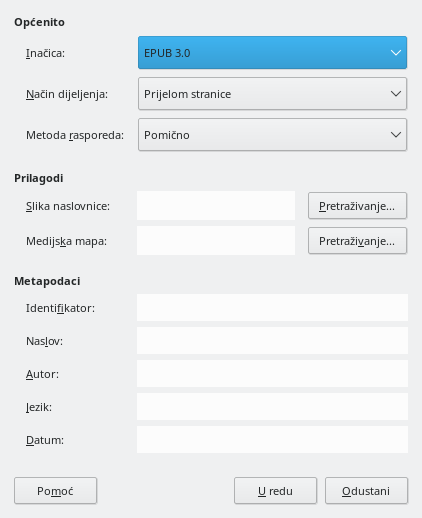 Općenito
Inačica: EPUB 3.0
Način dijeljenja: Prijelom stranice
Metoda rasporeda: Pomično
Prilagodi
Slika naslovnice: Pretraživanje...
Medijska mapa: Pretraživanje...
Metapodaci
Identifikator:
Naslov:
Autor:
Jezik:
Datum:
Pomoć U redu Odustani